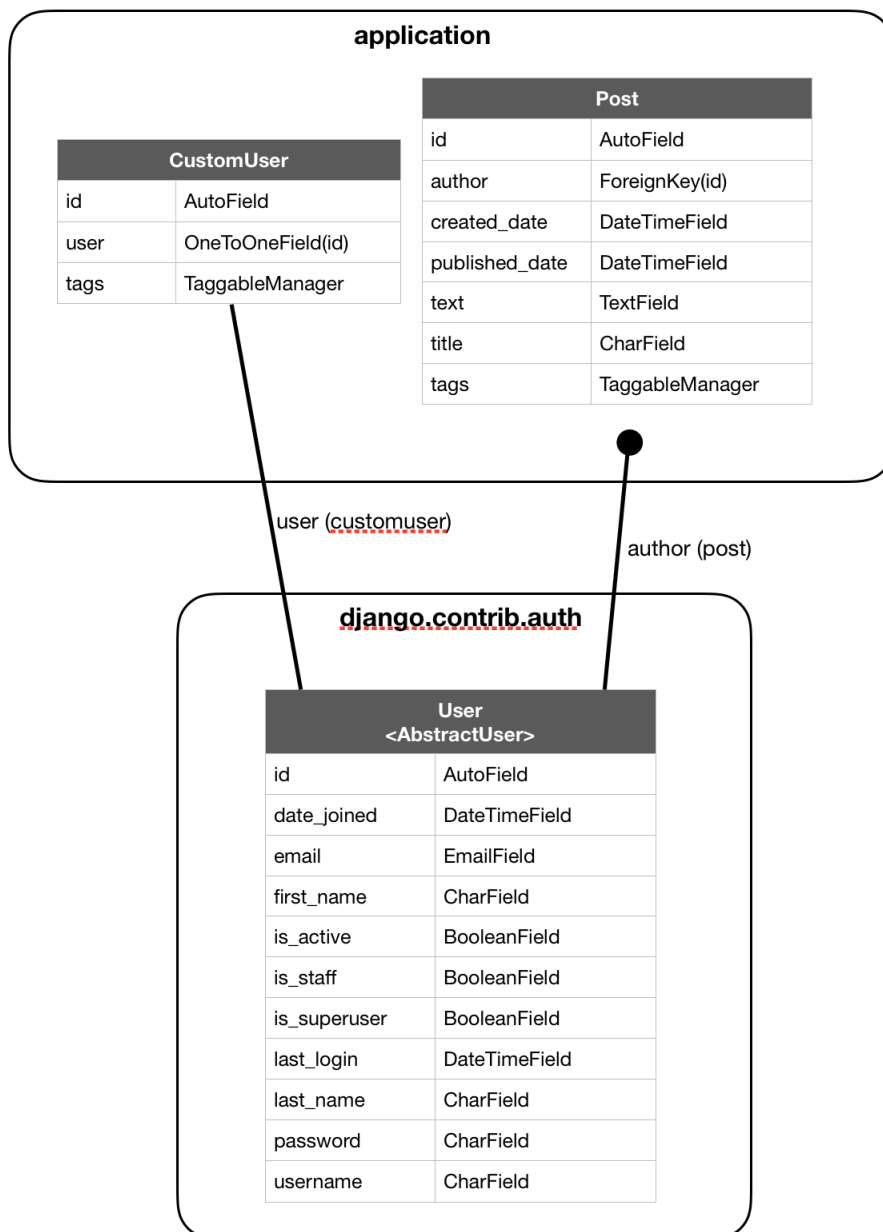 application
CustomUser
id AutoField
user OneToOneField(id)
tags TaggableManager
Post
id AutoField
author ForeignKey(id)
created_date DateTimeField
published_date DateTimeField
text TextField
title CharField
tags TaggableManager
user (customuser)
author (post)
django.contrib.auth
User
<AbstractUser>
id AutoField
date_joined DateTimeField
email EmailField
first_name CharField
is_active BooleanField
is_staff BooleanField
is_superuser BooleanField
last_login DateTimeField
last_name CharField
password CharField
username CharField